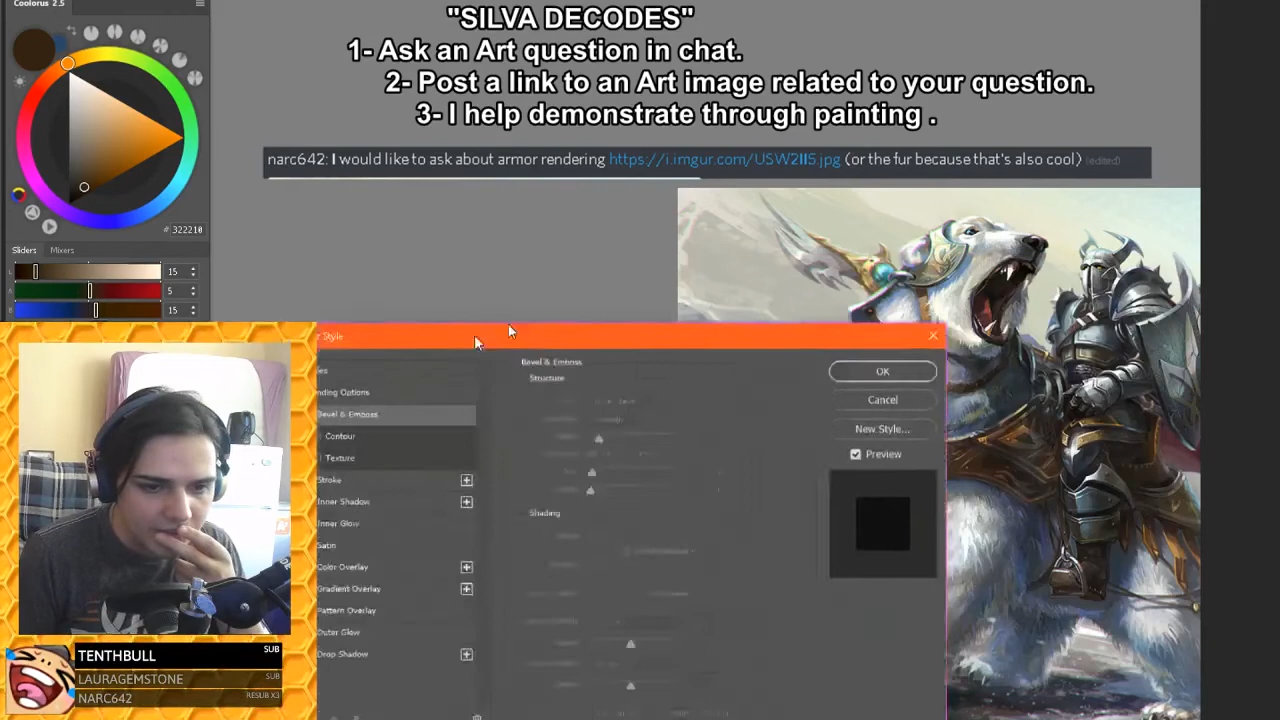 Coolorus 2.5
"SILVA DECODES"
1- Ask an Art question in chat.
2- Post a link to an Art image related to your question.
3- I help demonstrate through painting .
narc642: I would like to ask about armor rendering https://i.imgur.com/USW2II5.jpg (or the fur because that's also cool) (edited)
# 322210
Sliders Mixers
L 15
A 5
B 15
Style
Bevel & Emboss
Structure
OK
nding Options
Cancel
Bevel & Emboss
New Style...
Contour
Preview
Texture
Stroke
Inner Shadow
Shading
Inner Glow
Satin
Color Overlay
Gradient Overlay
Pattern Overlay
Outer Glow
Drop Shadow
TENTHBULL SUB
LAURAGEMSTONE SUB
NARC642 RESUB X3